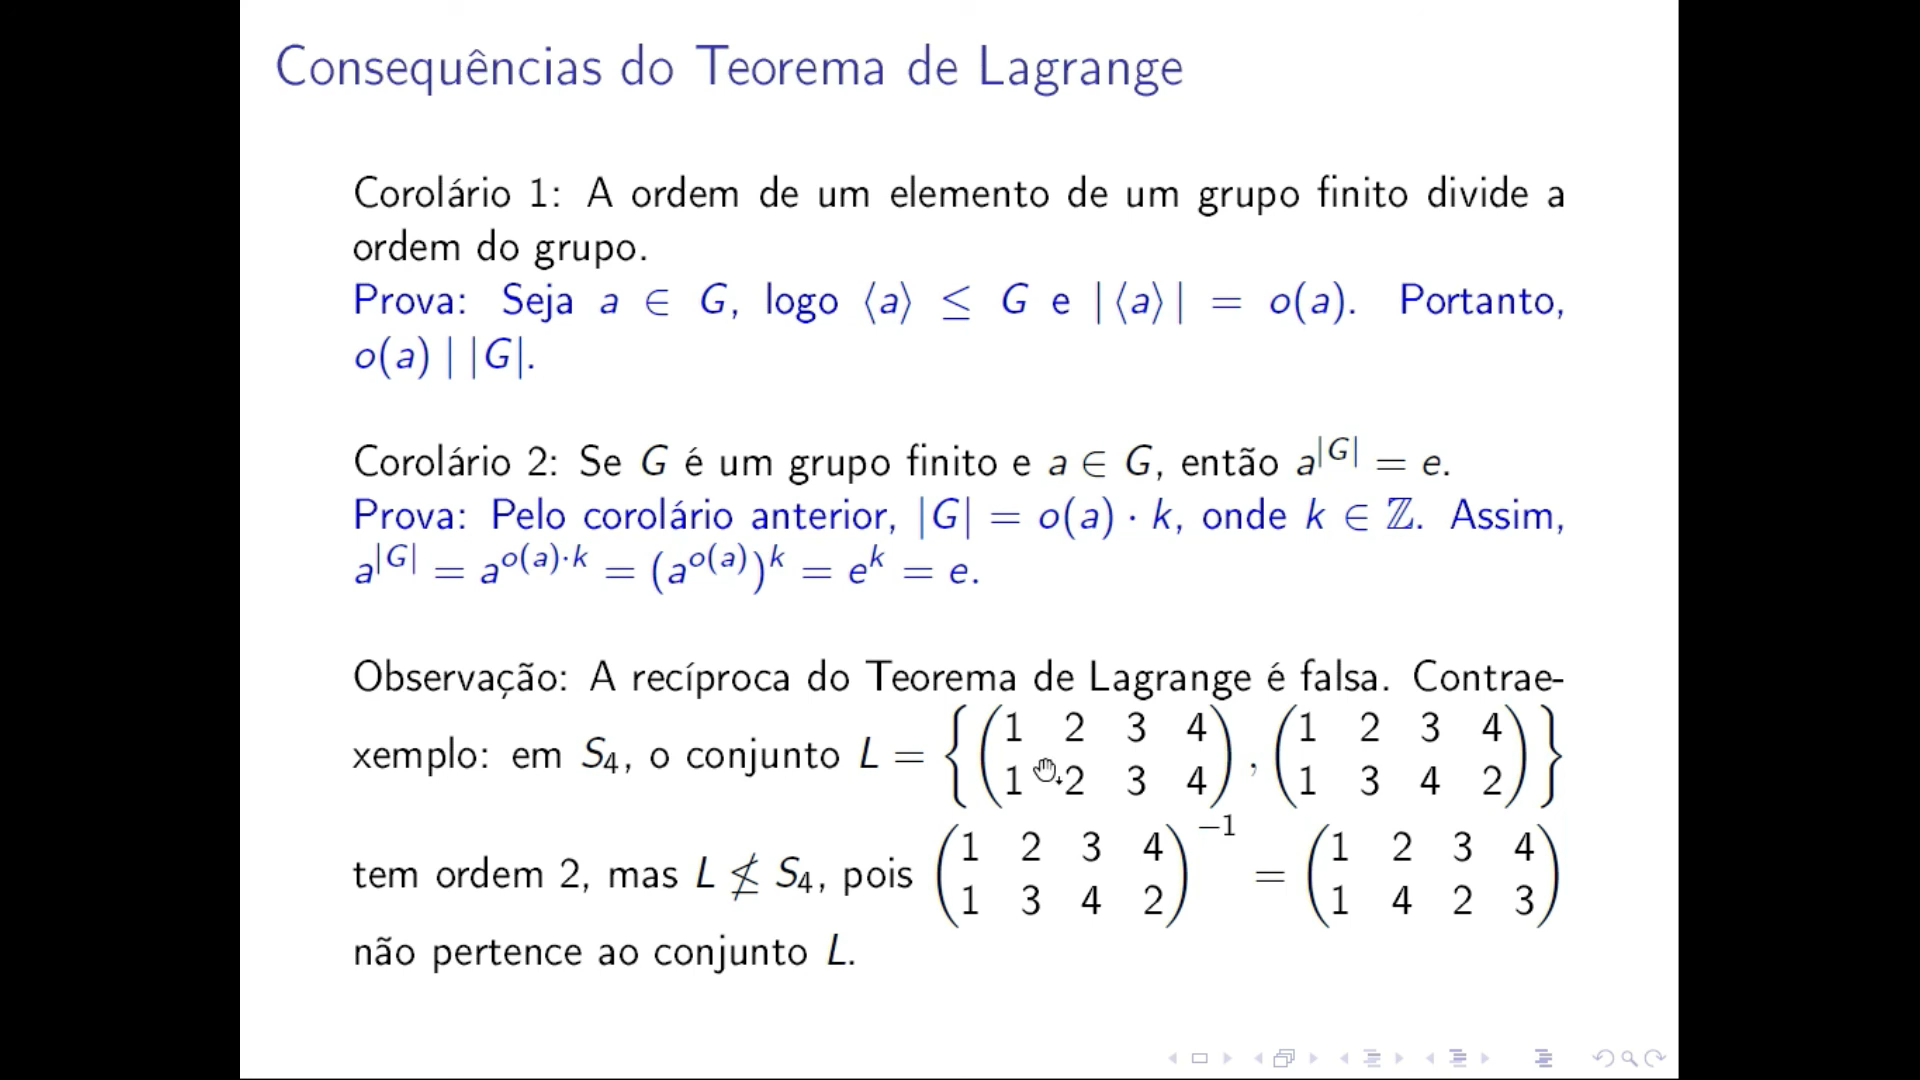 Consequências do Teorema de Lagrange
Corolário 1: A ordem de um elemento de um grupo finito divide a
ordem do grupo.
Prova: Seja a ∈ G, logo ⟨a⟩ ≤ G e |⟨a⟩| = o(a). Portanto,
o(a) | |G|.
Corolário 2: Se G é um grupo finito e a ∈ G, então a^{|G|} = e.
Prova: Pelo corolário anterior, |G| = o(a) · k, onde k ∈ ℤ. Assim,
a^{|G|} = a^{o(a)·k} = (a^{o(a)})^k = e^k = e.
Observação: A recíproca do Teorema de Lagrange é falsa. Contrae-
xemplo: em S₄, o conjunto L = {(1 2 3 4 / 1 2 3 4), (1 2 3 4 / 1 3 4 2)}
tem ordem 2, mas L ≰ S₄, pois (1 2 3 4 / 1 3 4 2)^{−1} = (1 2 3 4 / 1 4 2 3)
não pertence ao conjunto L.